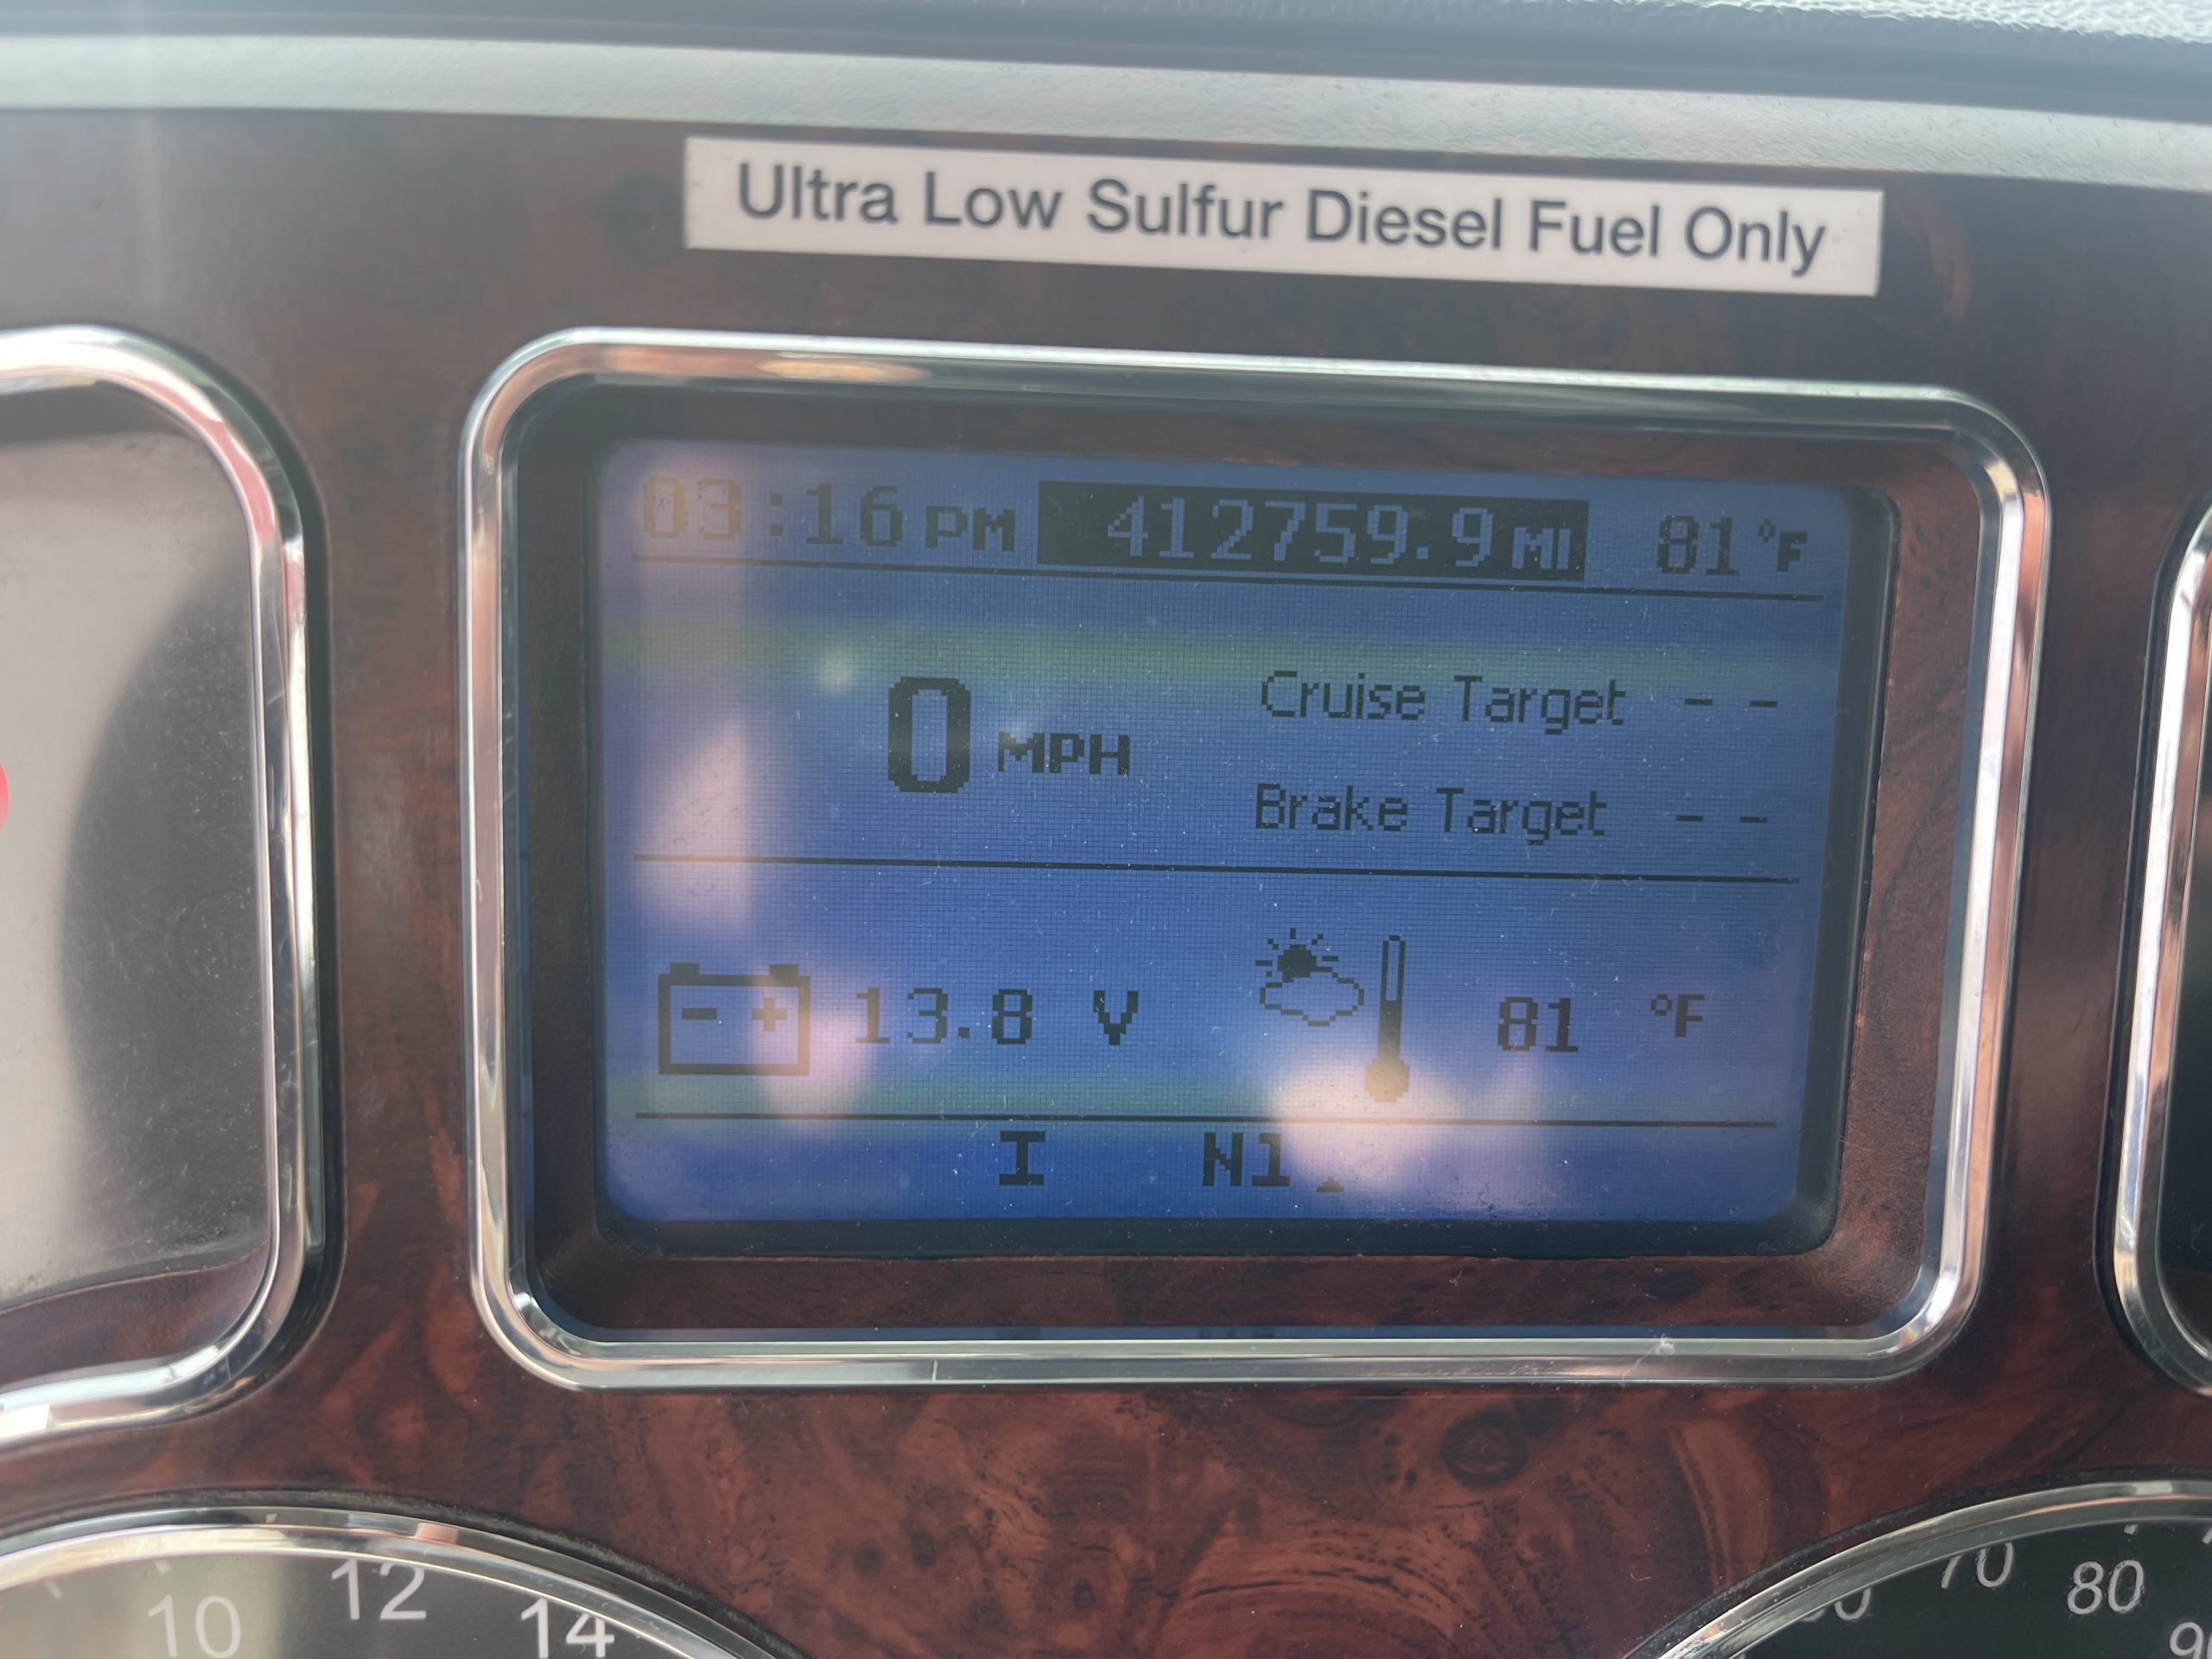 Ultra Low Sulfur Diesel Fuel Only
03:16 PM 412759.9 MI 81 °F
0 MPH
Cruise Target - -
Brake Target - -
- + 13.8 V 81 °F
I N1
10 12 14
70 80